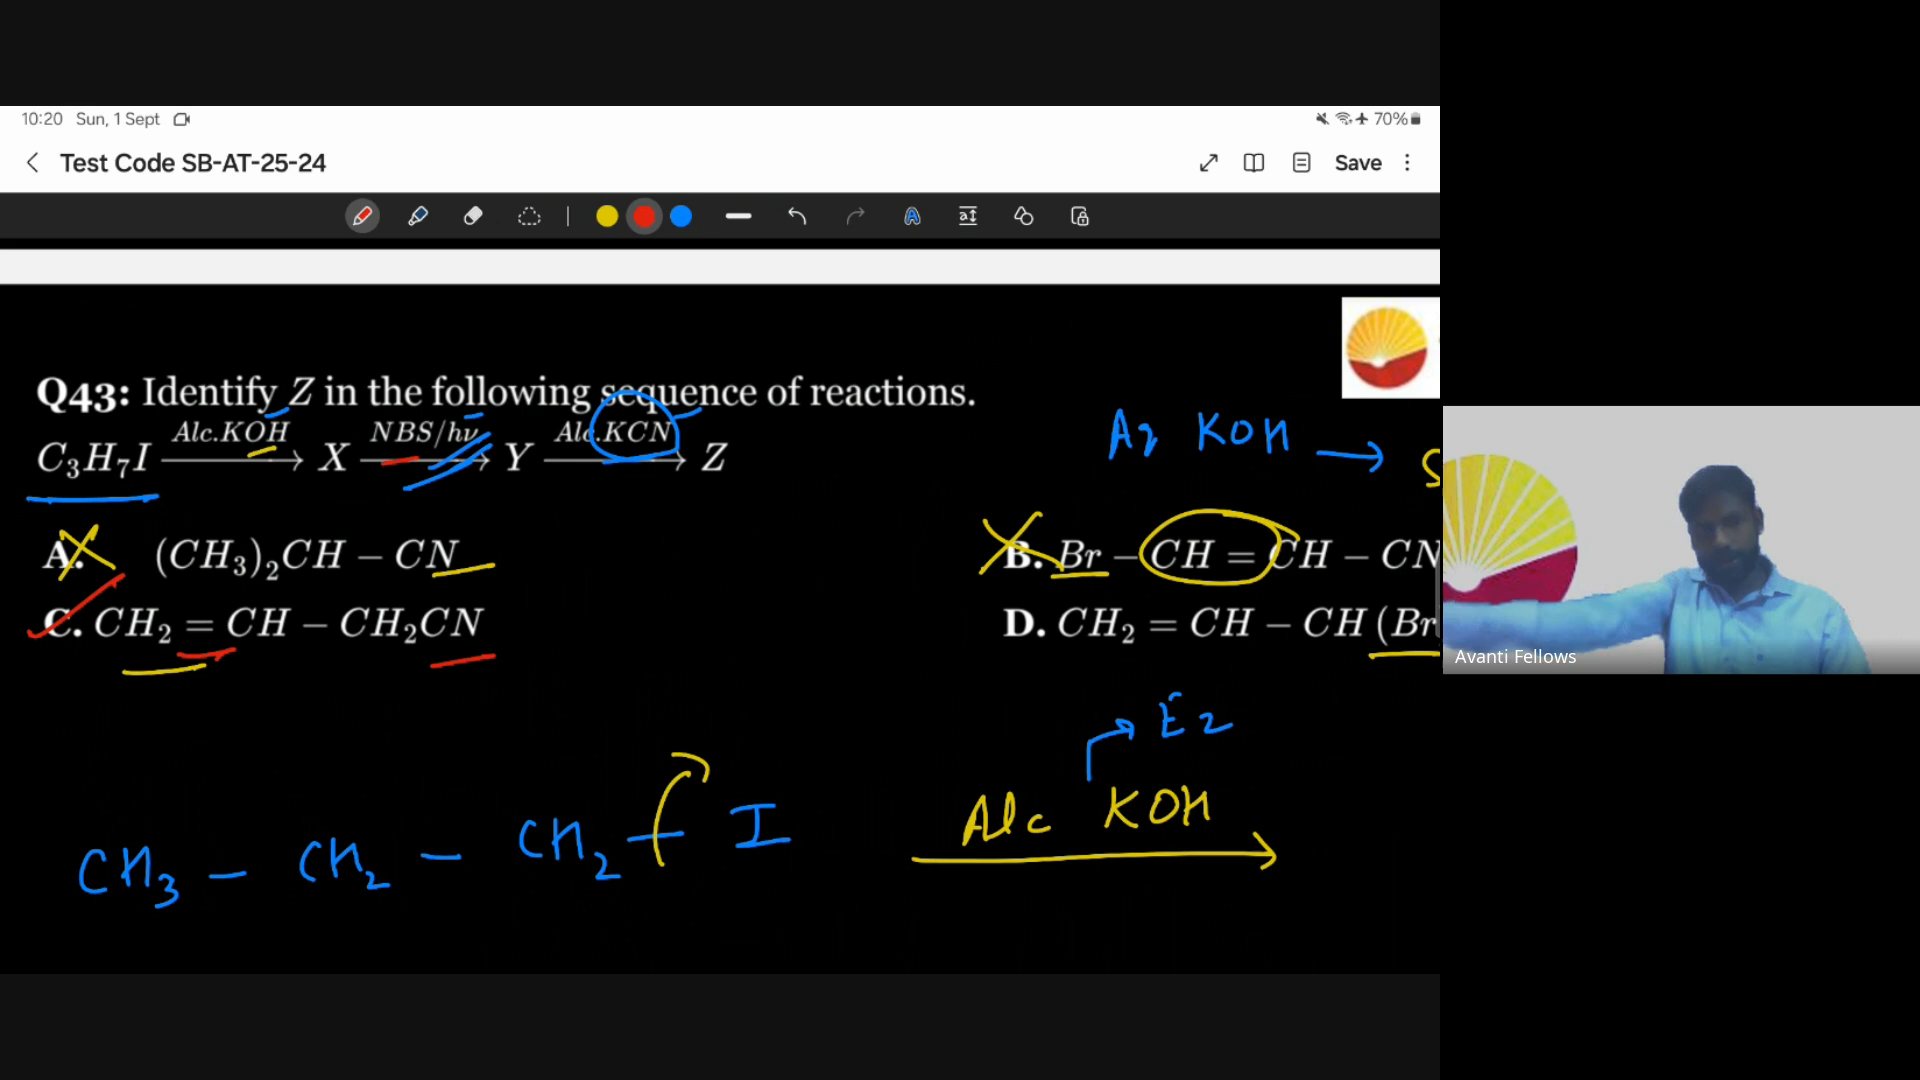 10:20 Sun, 1 Sept 70%
Test Code SB-AT-25-24 Save
Q43: Identify Z in the following sequence of reactions.
C₃H₇I —Alc.KOH→ X —NBS/hν→ Y —Alc.KCN→ Z
Aq KOH → S
A. (CH₃)₂CH − CN
B. Br − CH = CH − CN
C. CH₂ = CH − CH₂CN
D. CH₂ = CH − CH (Br
Avanti Fellows
E2
CH₃ − CH₂ − CH₂ − I Alc KOH →